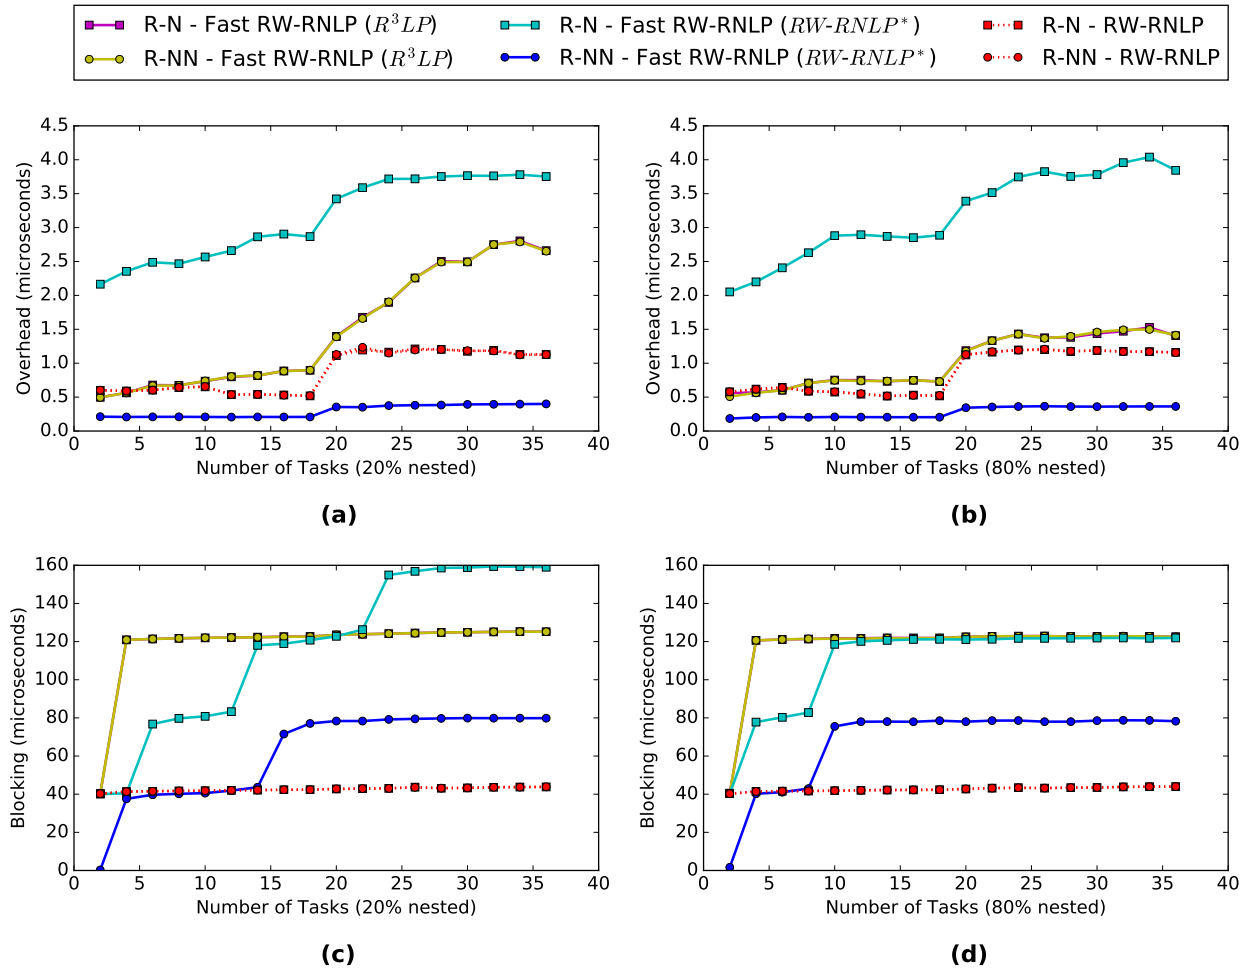 R-N - Fast RW-RNLP (R³LP)
R-NN - Fast RW-RNLP (R³LP)
R-N - Fast RW-RNLP (RW-RNLP*)
R-NN - Fast RW-RNLP (RW-RNLP*)
R-N - RW-RNLP
R-NN - RW-RNLP
Overhead (microseconds)
4.5
4.0
3.5
3.0
2.5
2.0
1.5
1.0
0.5
0.0
0 5 10 15 20 25 30 35 40
Number of Tasks (20% nested)
(a)
Overhead (microseconds)
4.5
4.0
3.5
3.0
2.5
2.0
1.5
1.0
0.5
0.0
0 5 10 15 20 25 30 35 40
Number of Tasks (80% nested)
(b)
Blocking (microseconds)
160
140
120
100
80
60
40
20
0
0 5 10 15 20 25 30 35 40
Number of Tasks (20% nested)
(c)
Blocking (microseconds)
160
140
120
100
80
60
40
20
0
0 5 10 15 20 25 30 35 40
Number of Tasks (80% nested)
(d)